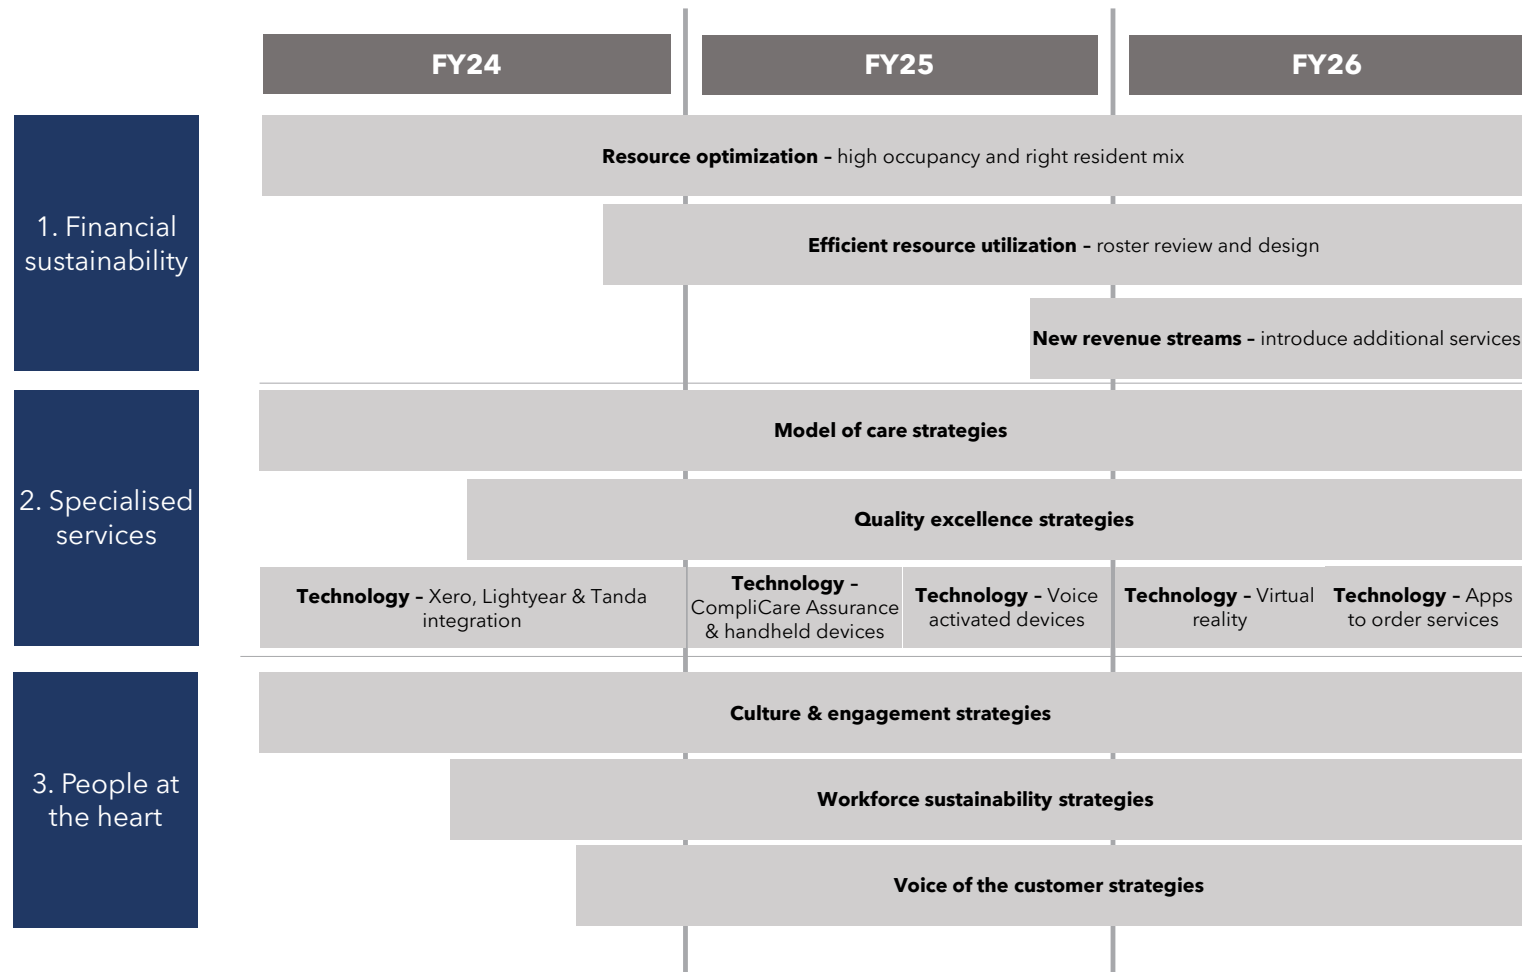 FY24
FY25
FY26
1. Financial
sustainability
Resource optimization – high occupancy and right resident mix
Efficient resource utilization – roster review and design
New revenue streams – introduce additional services
2. Specialised
services
Model of care strategies
Quality excellence strategies
Technology – Xero, Lightyear & Tanda
integration
Technology –
CompliCare Assurance
& handheld devices
Technology – Voice
activated devices
Technology – Virtual
reality
Technology – Apps
to order services
3. People at
the heart
Culture & engagement strategies
Workforce sustainability strategies
Voice of the customer strategies